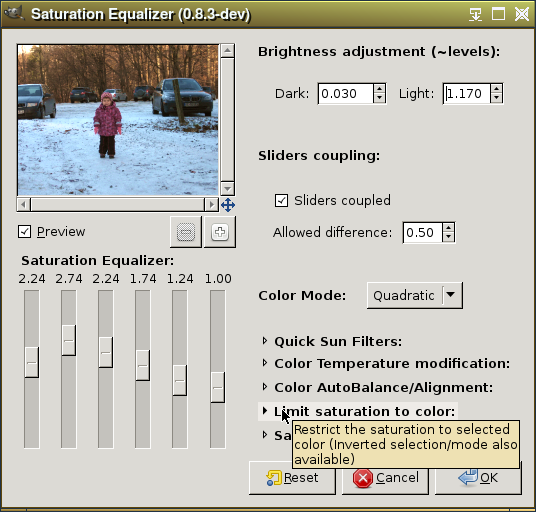 Saturation Equalizer (0.8.3-dev)
Brightness adjustment (~levels):
Dark: 0.030 Light: 1.170
Sliders coupling:
Sliders coupled
Allowed difference: 0.50
Preview
Saturation Equalizer:
2.24 2.74 2.24 1.74 1.24 1.00
Color Mode: Quadratic
Quick Sun Filters:
Color Temperature modification:
Color AutoBalance/Alignment:
Limit saturation to color:
Sa
Restrict the saturation to selected
color (Inverted selection/mode also
available)
Reset Cancel OK